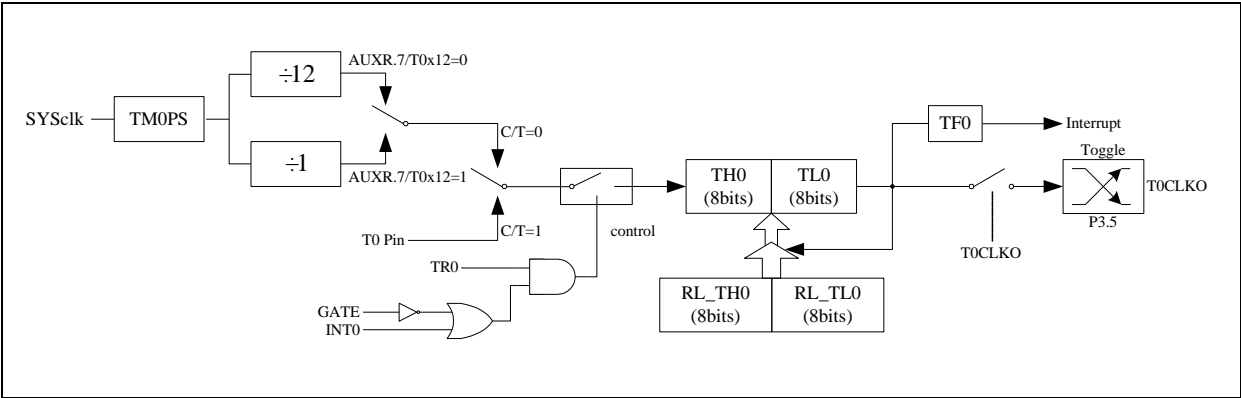 ÷12
AUXR.7/T0x12=0
SYSclk
TM0PS
÷1
AUXR.7/T0x12=1
C/T=0
T0 Pin
C/T=1
control
TR0
GATE
INT0
TH0
(8bits)
TL0
(8bits)
RL_TH0
(8bits)
RL_TL0
(8bits)
TF0
Interrupt
Toggle
T0CLKO
P3.5
T0CLKO